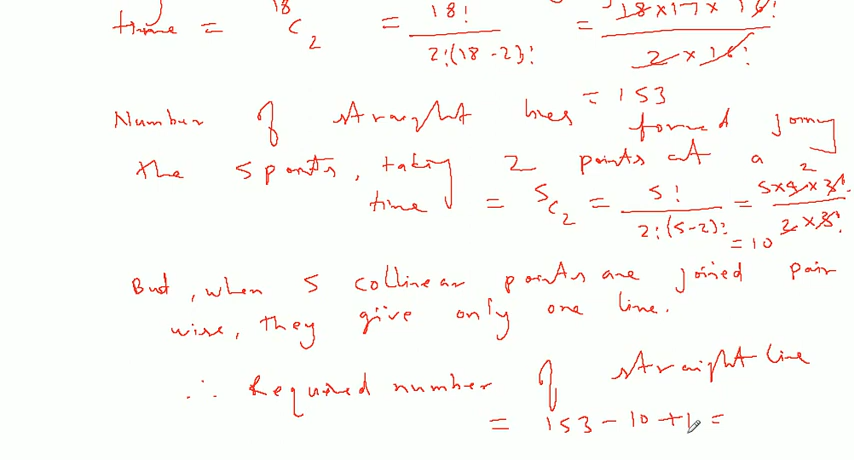 time = 18C2 = 18! / 2!(18-2)! = 18×17×16! / 2×16!
= 153
Number of straight lines formed joining
the 5 points, taking 2 points at a
time = 5C2 = 5! / 2!(5-2)! = 5×4×3! / 2×3! = 10
But, when 5 collinear points are joined pair
wise, they give only one line.
∴ Required number of straight line
= 153 - 10 + 1 =